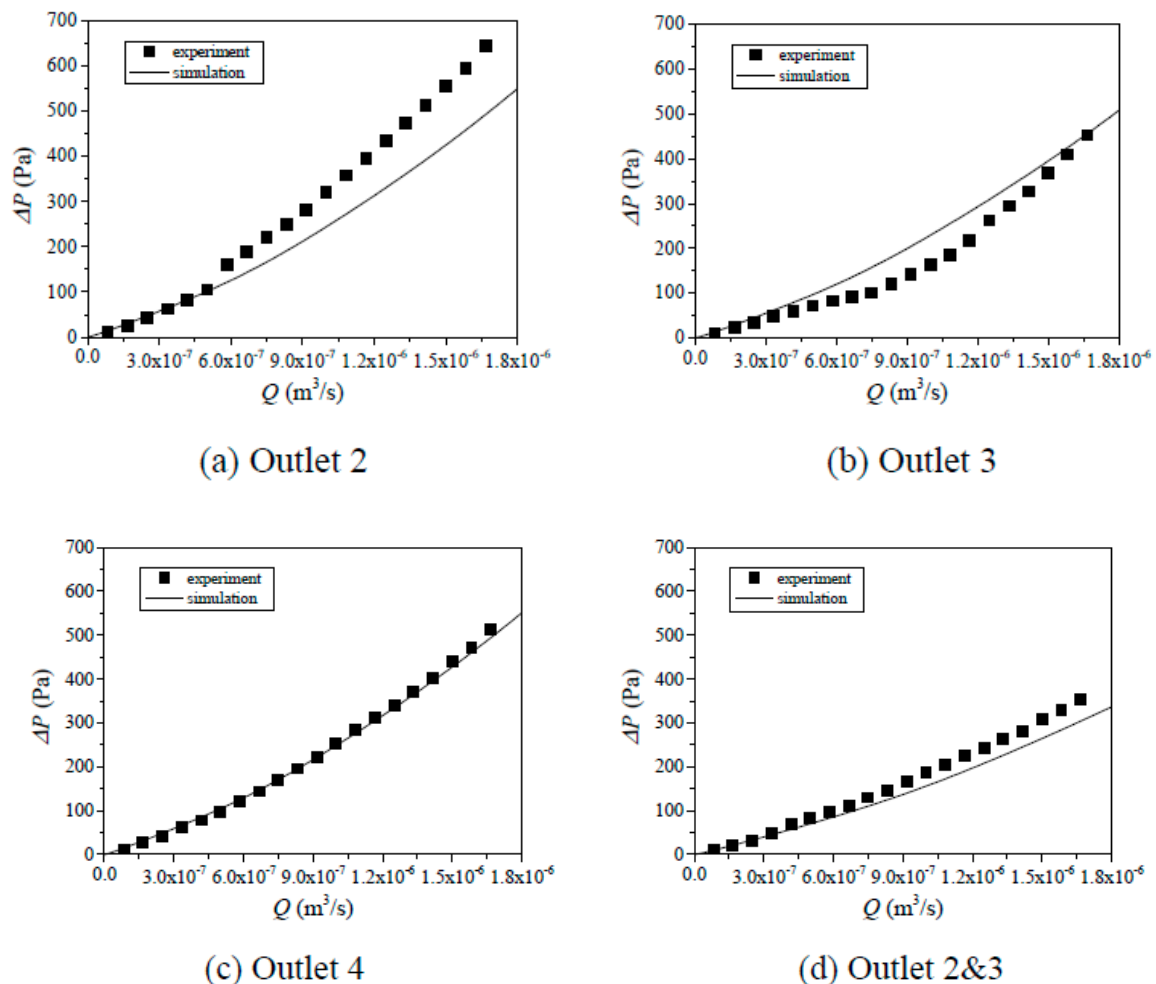 700
600
500
400
300
200
100
0
ΔP (Pa)
experiment
simulation
0.0 3.0x10⁻⁷ 6.0x10⁻⁷ 9.0x10⁻⁷ 1.2x10⁻⁶ 1.5x10⁻⁶ 1.8x10⁻⁶
Q (m³/s)
(a) Outlet 2
700
600
500
400
300
200
100
0
ΔP (Pa)
experiment
simulation
0.0 3.0x10⁻⁷ 6.0x10⁻⁷ 9.0x10⁻⁷ 1.2x10⁻⁶ 1.5x10⁻⁶ 1.8x10⁻⁶
Q (m³/s)
(b) Outlet 3
700
600
500
400
300
200
100
0
ΔP (Pa)
experiment
simulation
0.0 3.0x10⁻⁷ 6.0x10⁻⁷ 9.0x10⁻⁷ 1.2x10⁻⁶ 1.5x10⁻⁶ 1.8x10⁻⁶
Q (m³/s)
(c) Outlet 4
700
600
500
400
300
200
100
0
ΔP (Pa)
experiment
simulation
0.0 3.0x10⁻⁷ 6.0x10⁻⁷ 9.0x10⁻⁷ 1.2x10⁻⁶ 1.5x10⁻⁶ 1.8x10⁻⁶
Q (m³/s)
(d) Outlet 2&3